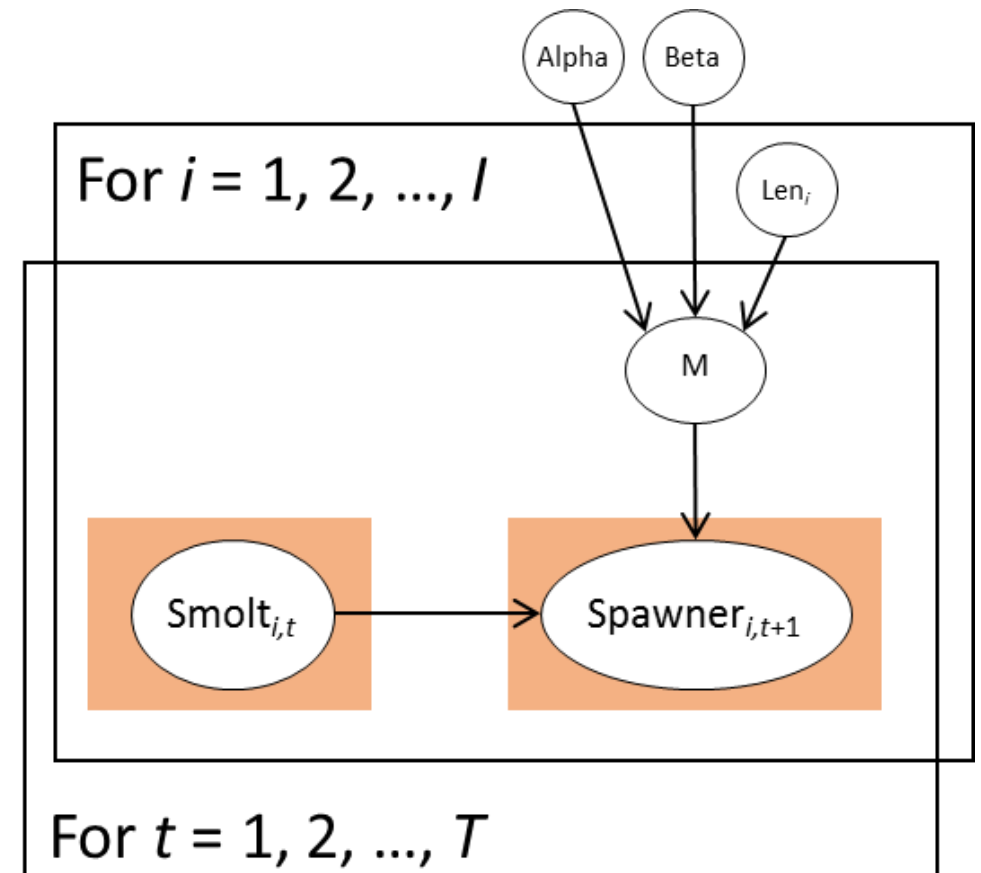 Alpha
Beta
For i = 1, 2, ..., I
Len_i
M
Smolt_i,t
Spawner_i,t+1
For t = 1, 2, ..., T